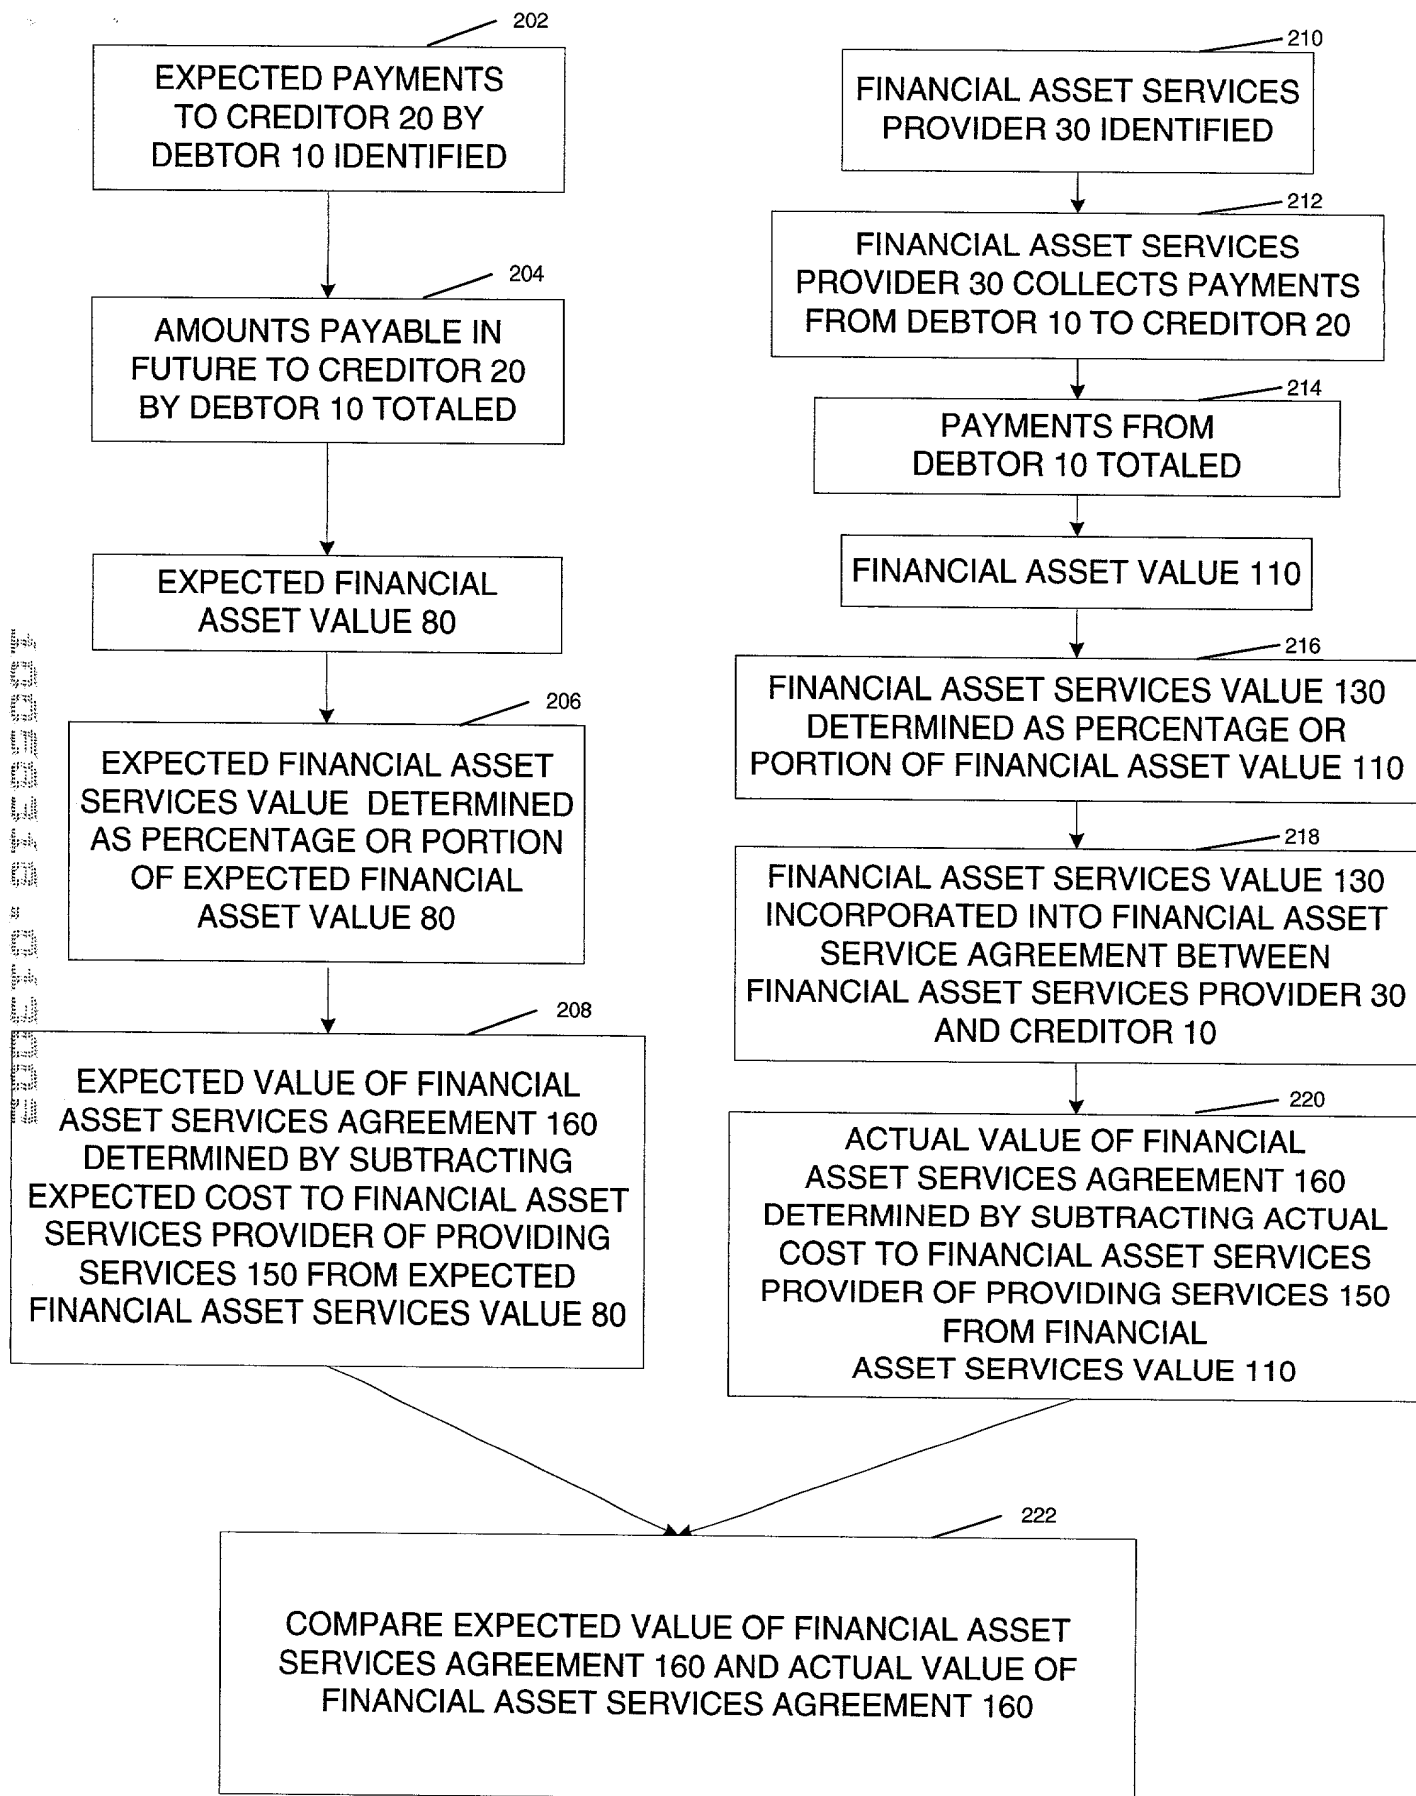 202
EXPECTED PAYMENTS
TO CREDITOR 20 BY
DEBTOR 10 IDENTIFIED
204
AMOUNTS PAYABLE IN
FUTURE TO CREDITOR 20
BY DEBTOR 10 TOTALED
EXPECTED FINANCIAL
ASSET VALUE 80
206
EXPECTED FINANCIAL ASSET
SERVICES VALUE DETERMINED
AS PERCENTAGE OR PORTION
OF EXPECTED FINANCIAL
ASSET VALUE 80
208
EXPECTED VALUE OF FINANCIAL
ASSET SERVICES AGREEMENT 160
DETERMINED BY SUBTRACTING
EXPECTED COST TO FINANCIAL ASSET
SERVICES PROVIDER OF PROVIDING
SERVICES 150 FROM EXPECTED
FINANCIAL ASSET SERVICES VALUE 80
210
FINANCIAL ASSET SERVICES
PROVIDER 30 IDENTIFIED
212
FINANCIAL ASSET SERVICES
PROVIDER 30 COLLECTS PAYMENTS
FROM DEBTOR 10 TO CREDITOR 20
214
PAYMENTS FROM
DEBTOR 10 TOTALED
FINANCIAL ASSET VALUE 110
216
FINANCIAL ASSET SERVICES VALUE 130
DETERMINED AS PERCENTAGE OR
PORTION OF FINANCIAL ASSET VALUE 110
218
FINANCIAL ASSET SERVICES VALUE 130
INCORPORATED INTO FINANCIAL ASSET
SERVICE AGREEMENT BETWEEN
FINANCIAL ASSET SERVICES PROVIDER 30
AND CREDITOR 10
220
ACTUAL VALUE OF FINANCIAL
ASSET SERVICES AGREEMENT 160
DETERMINED BY SUBTRACTING ACTUAL
COST TO FINANCIAL ASSET SERVICES
PROVIDER OF PROVIDING SERVICES 150
FROM FINANCIAL
ASSET SERVICES VALUE 110
222
COMPARE EXPECTED VALUE OF FINANCIAL ASSET
SERVICES AGREEMENT 160 AND ACTUAL VALUE OF
FINANCIAL ASSET SERVICES AGREEMENT 160